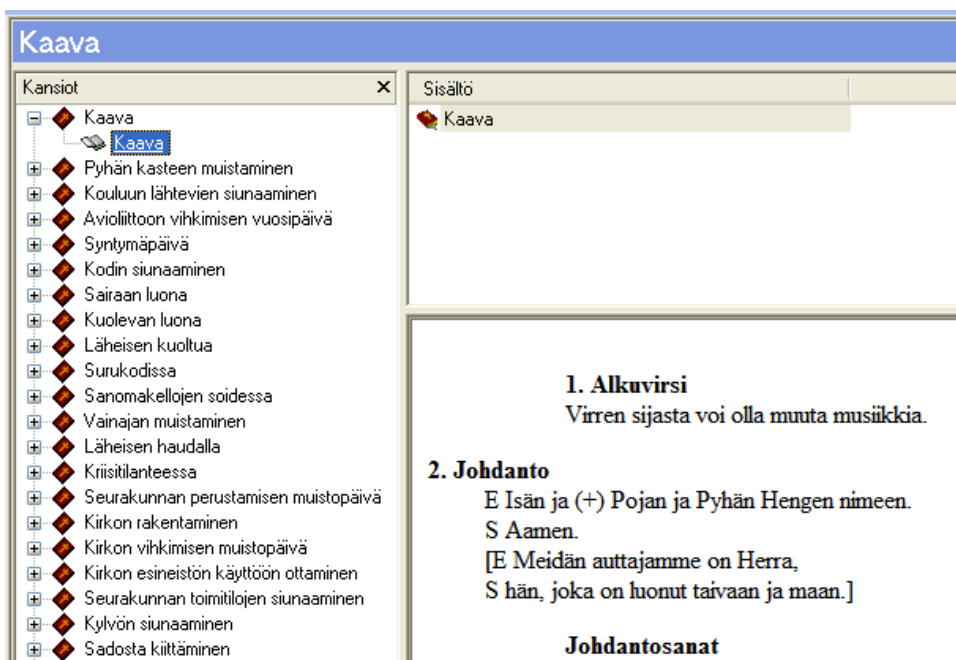 Kaava
Kansiot
Kaava
Kaava
Pyhän kasteen muistaminen
Kouluun lähtevien siunaaminen
Avioliittoon vihkimisen vuosipäivä
Syntymäpäivä
Kodin siunaaminen
Sairaan luona
Kuolevan luona
Läheisen kuoltua
Surukodissa
Sanomakellojen soidessa
Vainajan muistaminen
Läheisen haudalla
Kriisitilanteessa
Seurakunnan perustamisen muistopäivä
Kirkon rakentaminen
Kirkon vihkimisen muistopäivä
Kirkon esineistön käyttöön ottaminen
Seurakunnan toimitilojen siunaaminen
Kylvön siunaaminen
Sadosta kiittäminen
Sisältö
Kaava
1. Alkuvirsi
Virren sijasta voi olla muuta musiikkia.
2. Johdanto
E Isän ja (+) Pojan ja Pyhän Hengen nimeen.
S Aamen.
[E Meidän auttajamme on Herra,
S hän, joka on luonut taivaan ja maan.]
Johdantosanat